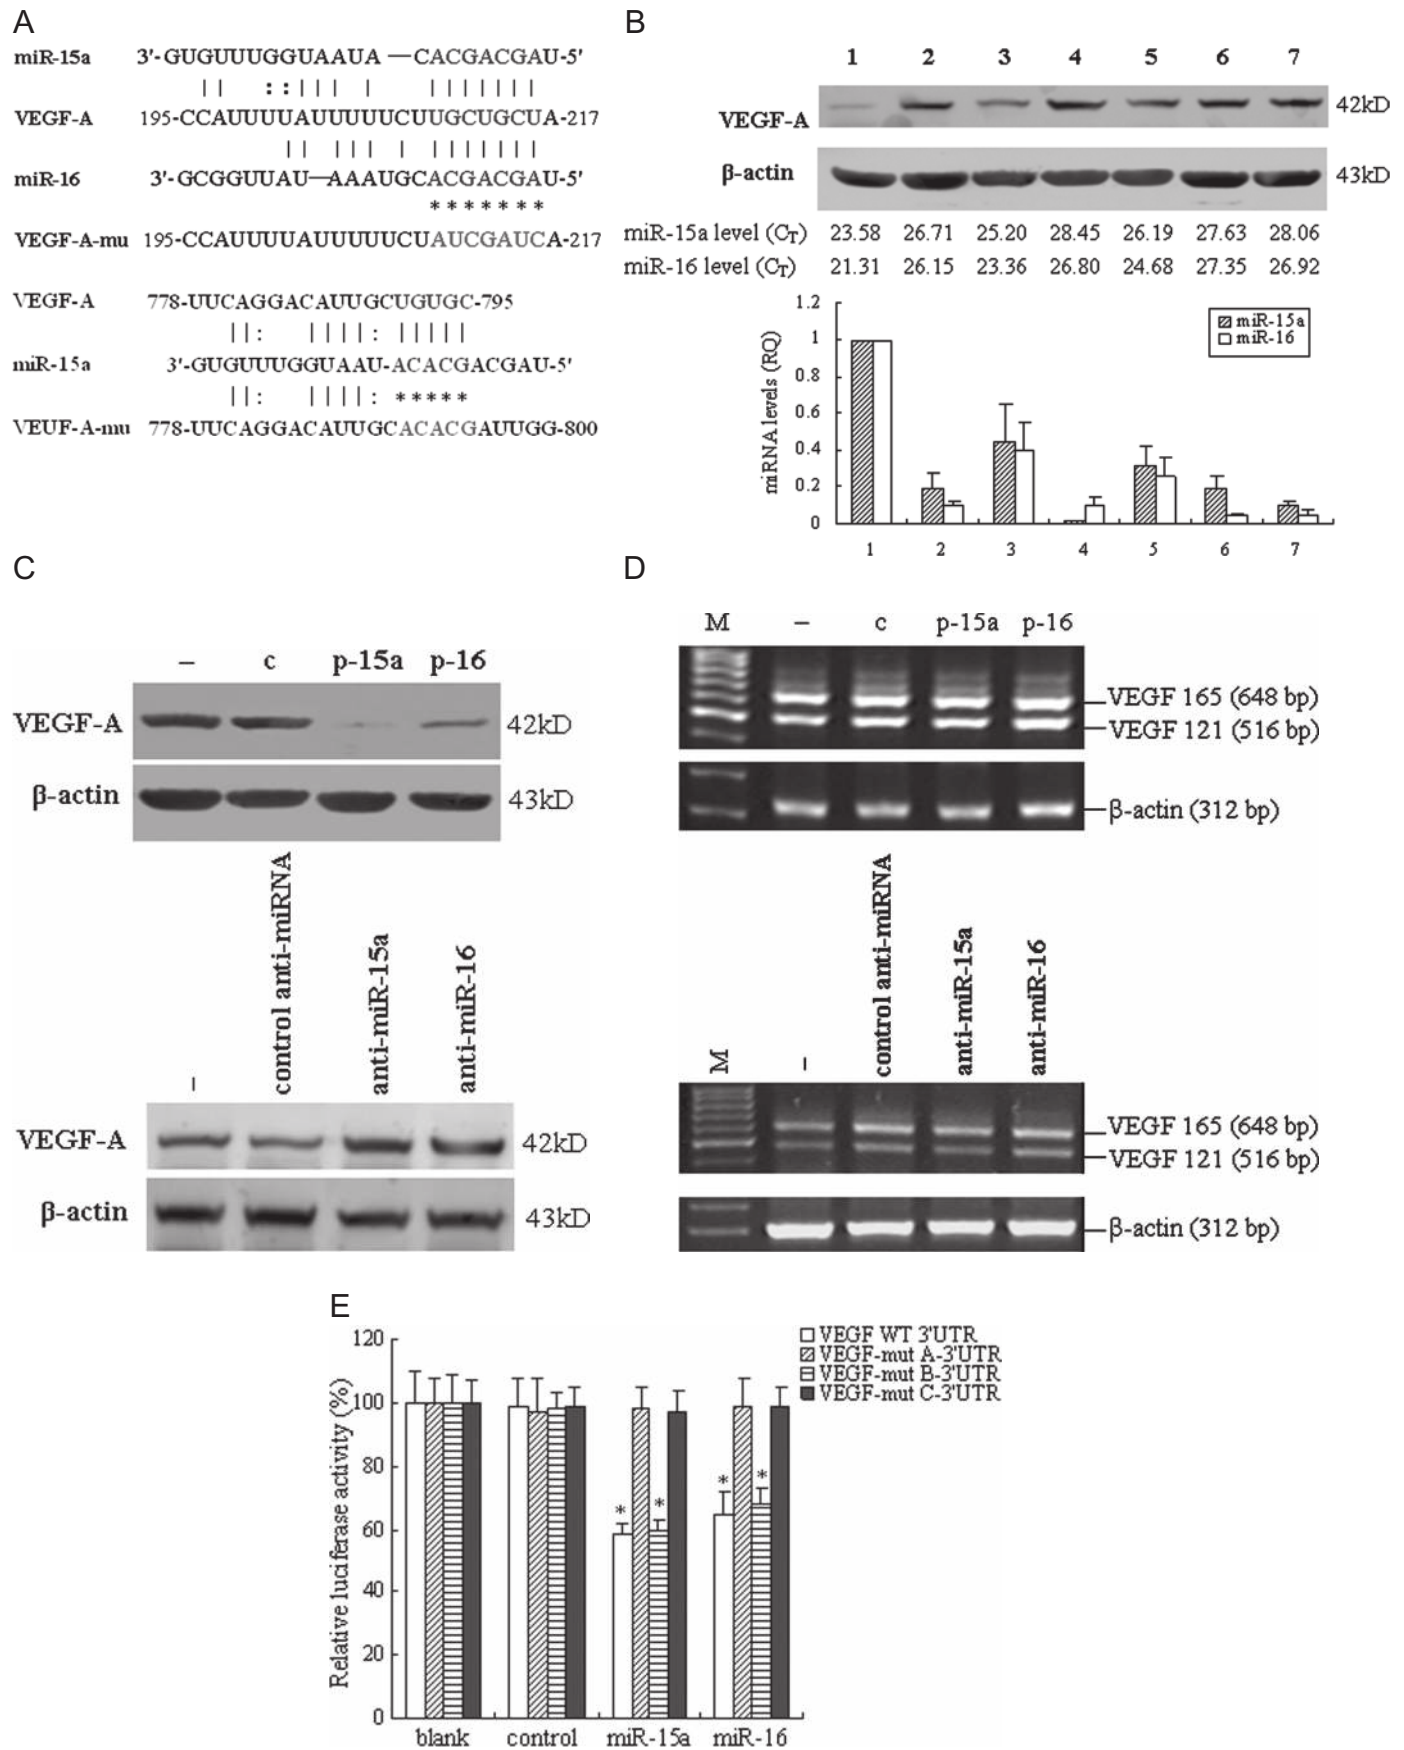 A
miR-15a 3'-GUGUUUGGUAAUA —CACGACGAU-5'
VEGF-A 195-CCAUUUUAUUUUUCUUGCUGCUA-217
miR-16 3'-GCGGUUAU—AAAUGCACGACGAU-5'
* * * * * * *
VEGF-A-mu 195-CCAUUUUAUUUUUCUAUCGAUCA-217
VEGF-A 778-UUCAGGACAUUGCUGUGC-795
miR-15a 3'-GUGUUUGGUAAU-ACACGACGAU-5'
* * * * *
VEUF-A-mu 778-UUCAGGACAUUGCACACGAUUGG-800
B
1 2 3 4 5 6 7
VEGF-A 42kD
β-actin 43kD
miR-15a level (CT) 23.58 26.71 25.20 28.45 26.19 27.63 28.06
miR-16 level (CT) 21.31 26.15 23.36 26.80 24.68 27.35 26.92
miRNA levels (RQ)
1.2
1
0.8
0.6
0.4
0.2
0
miR-15a
miR-16
1 2 3 4 5 6 7
C
– c p-15a p-16
VEGF-A 42kD
β-actin 43kD
– control anti-miRNA anti-miR-15a anti-miR-16
VEGF-A 42kD
β-actin 43kD
D
M – c p-15a p-16
VEGF 165 (648 bp)
VEGF 121 (516 bp)
β-actin (312 bp)
M – control anti-miRNA anti-miR-15a anti-miR-16
VEGF 165 (648 bp)
VEGF 121 (516 bp)
β-actin (312 bp)
E
Relative luciferase activity (%)
120
100
80
60
40
20
0
VEGF WT 3'UTR
VEGF-mut A-3'UTR
VEGF-mut B-3'UTR
VEGF-mut C-3'UTR
* * * *
blank control miR-15a miR-16